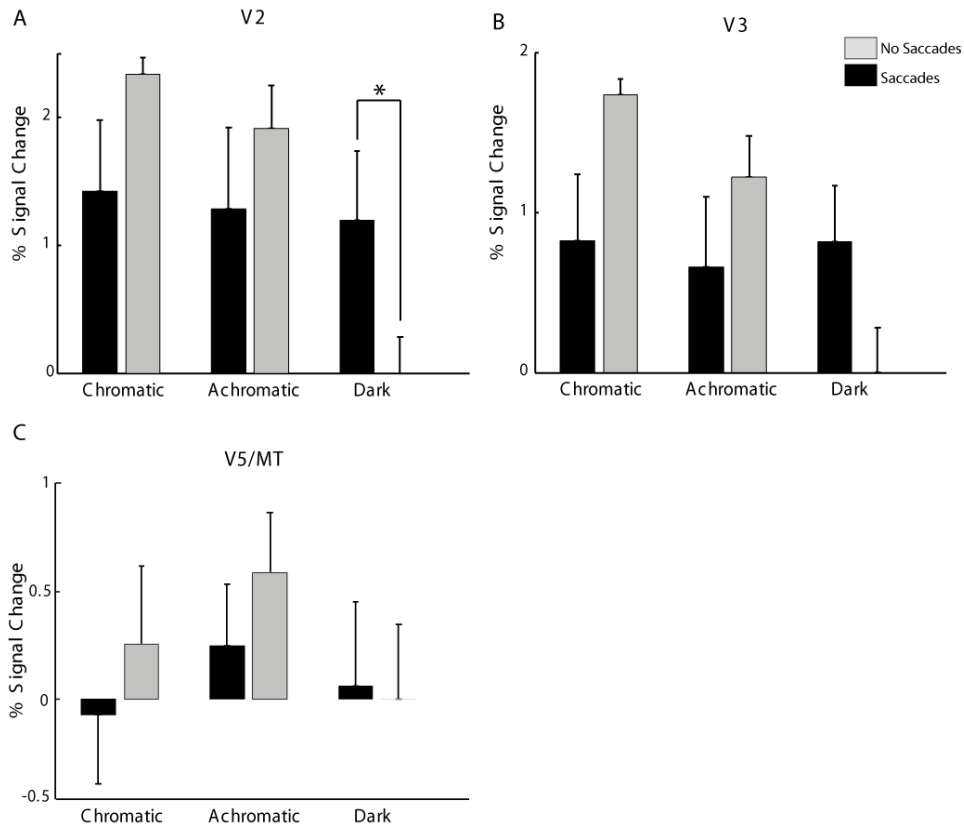 A
V2
% Signal Change
2
1
0
*
Chromatic
Achromatic
Dark
B
V3
No Saccades
Saccades
% Signal Change
2
1
0
Chromatic
Achromatic
Dark
C
V5/MT
% Signal Change
1
0.5
0
-0.5
Chromatic
Achromatic
Dark